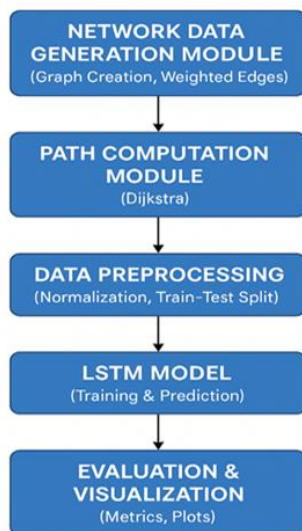 NETWORK DATA
GENERATION MODULE
(Graph Creation, Weighted Edges)
PATH COMPUTATION
MODULE
(Dijkstra)
DATA PREPROCESSING
(Normalization, Train-Test Split)
LSTM MODEL
(Training & Prediction)
EVALUATION &
VISUALIZATION
(Metrics, Plots)